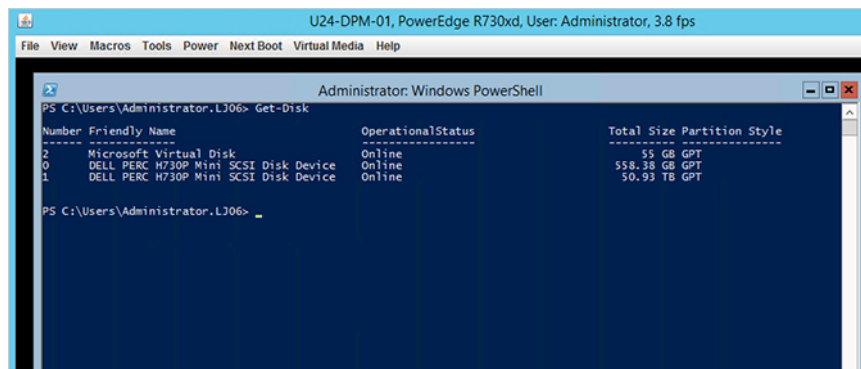 U24-DPM-01, PowerEdge R730xd, User: Administrator, 3.8 fps
File View Macros Tools Power Next Boot Virtual Media Help
Administrator: Windows PowerShell
PS C:\Users\Administrator.LJ06> Get-Disk
Number Friendly Name OperationalStatus Total Size Partition Style
------ ------------- ----------------- ---------- ---------------
2 Microsoft Virtual Disk Online 55 GB GPT
0 DELL PERC H730P Mini SCSI Disk Device Online 558.38 GB GPT
1 DELL PERC H730P Mini SCSI Disk Device Online 50.93 TB GPT
PS C:\Users\Administrator.LJ06> _